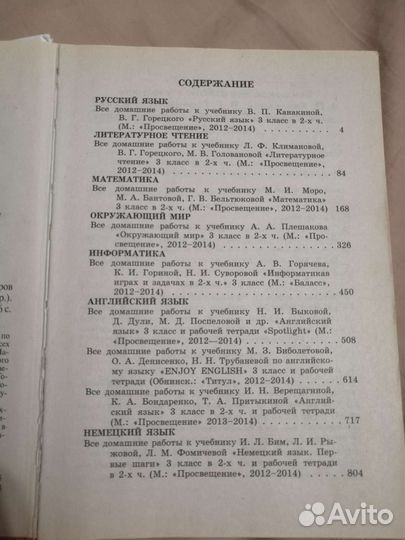 СОДЕРЖАНИЕ
РУССКИЙ ЯЗЫК
Все домашние работы к учебнику В. П. Канакиной,
В. Г. Горецкого «Русский язык» 3 класс в 2-х ч.
(М.: «Просвещение», 2012–2014) 4
ЛИТЕРАТУРНОЕ ЧТЕНИЕ
Все домашние работы к учебнику Л. Ф. Климановой,
В. Г. Горецкого, М. В. Головановой «Литературное
чтение» 3 класс в 2-х ч. (М.: «Просвещение»,
2012–2014) 84
МАТЕМАТИКА
Все домашние работы к учебнику М. И. Моро,
М. А. Бантовой, Г. В. Бельтюковой «Математика»
3 класс в 2-х ч. (М.: «Просвещение», 2012–2014) 168
ОКРУЖАЮЩИЙ МИР
Все домашние работы к учебнику А. А. Плешакова
«Окружающий мир» 3 класс в 2-х ч. (М.: «Про-
свещение», 2012–2014) 326
ИНФОРМАТИКА
Все домашние работы к учебнику А. В. Горячева,
К. И. Гориной, Н. И. Суворовой «Информатикав
играх и задачах в 2-х ч. 3 класс (М.: «Баласс»,
2012–2014) 450
АНГЛИЙСКИЙ ЯЗЫК
Все домашние работы к учебнику Н. И. Быковой,
Д. Дули, М. Д. Поспеловой и др. «Английский
язык» 3 класс и рабочей тетради «Spotlight» (М.:
«Просвещение», 2012—2014) 508
Все домашние работы к учебнику М. З. Биболетовой,
О. А. Денисенко, Н. Н. Трубаневой по английско-
му языку «ENJOY ENGLISH» 3 класс и рабочей
тетради (Обнинск.: «Титул», 2012–2014) 614
Все домашние работы к учебнику И. Н. Верещагиной,
К. А. Бондаренко, Т. А. Притыкиной «Англий-
ский язык» 3 класс в 2-х ч. и рабочей тетради
(М.: «Просвещение» 2013–2014) 717
НЕМЕЦКИЙ ЯЗЫК
Все домашние работы к учебнику И. Л. Бим, Л. И. Ры-
жовой, Л. М. Фомичевой «Немецкий язык. Первые
шаги» 3 класс в 2-х ч. и рабочей тетради
в 2-х ч. (М.: «Просвещение», 2012–2014) 804
Avito